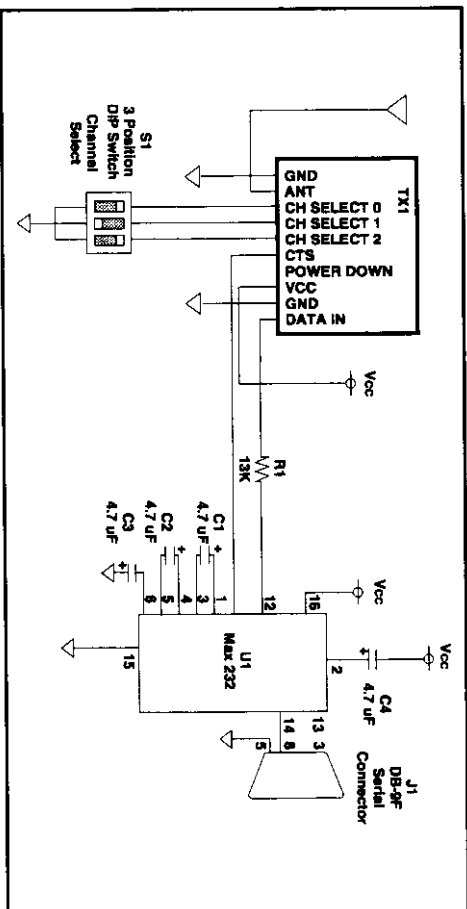 TX1
GND
ANT
CH SELECT 0
CH SELECT 1
CH SELECT 2
CTS
POWER DOWN
VCC
GND
DATA IN
S1
3 Position
DIP Switch
Channel
Select
Vcc
R1
13K
C1
4.7 uF
C2
4.7 uF
C3
4.7 uF
+
+
+
1
3
4
5
6
12
16
15
U1
Max 232
2
Vcc
Vcc
+
C4
4.7 uF
13
14
3
8
5
J1
DB-9F
Serial
Connector